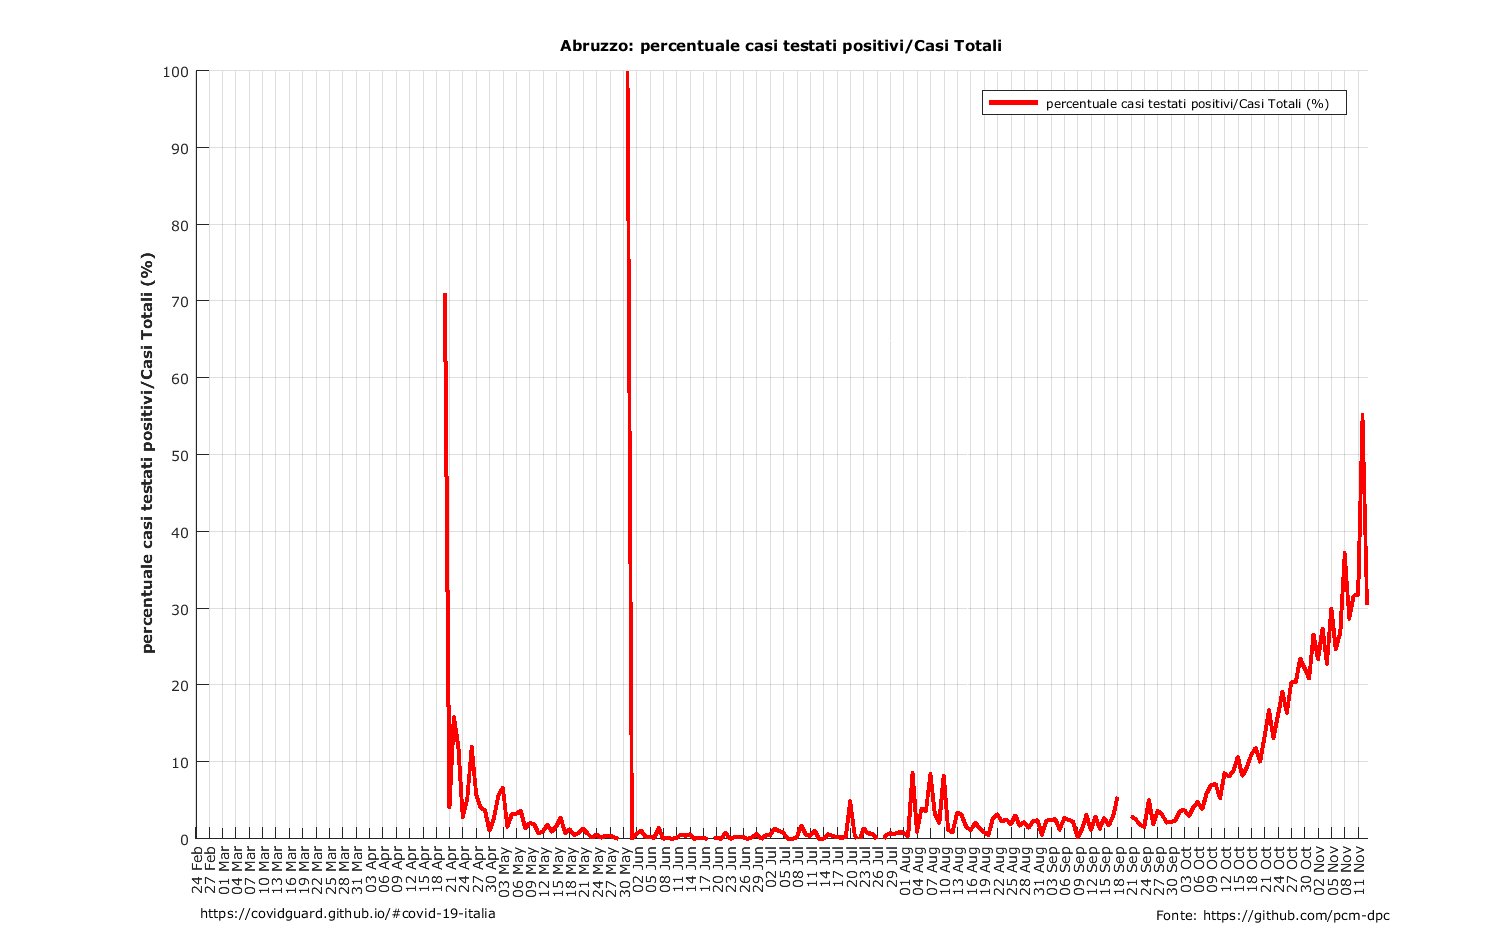 Abruzzo: percentuale casi testati positivi/Casi Totali
percentuale casi testati positivi/Casi Totali (%)
percentuale casi testati positivi/Casi Totali (%)
100
90
80
70
60
50
40
30
20
10
0
24 Feb
27 Feb
01 Mar
04 Mar
07 Mar
10 Mar
13 Mar
16 Mar
19 Mar
22 Mar
25 Mar
28 Mar
31 Mar
03 Apr
06 Apr
09 Apr
12 Apr
15 Apr
18 Apr
21 Apr
24 Apr
27 Apr
30 Apr
03 May
06 May
09 May
12 May
15 May
18 May
21 May
24 May
27 May
30 May
02 Jun
05 Jun
08 Jun
11 Jun
14 Jun
17 Jun
20 Jun
23 Jun
26 Jun
29 Jun
02 Jul
05 Jul
08 Jul
11 Jul
14 Jul
17 Jul
20 Jul
23 Jul
26 Jul
29 Jul
01 Aug
04 Aug
07 Aug
10 Aug
13 Aug
16 Aug
19 Aug
22 Aug
25 Aug
28 Aug
31 Aug
03 Sep
06 Sep
09 Sep
12 Sep
15 Sep
18 Sep
21 Sep
24 Sep
27 Sep
30 Sep
03 Oct
06 Oct
09 Oct
12 Oct
15 Oct
18 Oct
21 Oct
24 Oct
27 Oct
30 Oct
02 Nov
05 Nov
08 Nov
11 Nov
https://covidguard.github.io/#covid-19-italia
Fonte: https://github.com/pcm-dpc